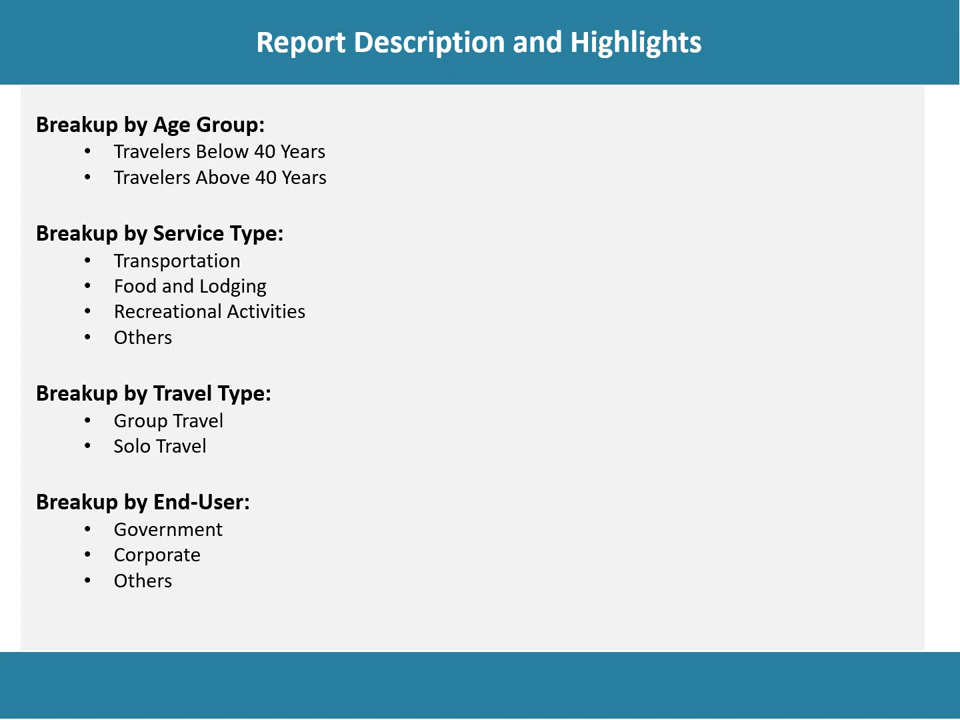 Report Description and Highlights
Breakup by Age Group:
• Travelers Below 40 Years
• Travelers Above 40 Years
Breakup by Service Type:
• Transportation
• Food and Lodging
• Recreational Activities
• Others
Breakup by Travel Type:
• Group Travel
• Solo Travel
Breakup by End-User:
• Government
• Corporate
• Others